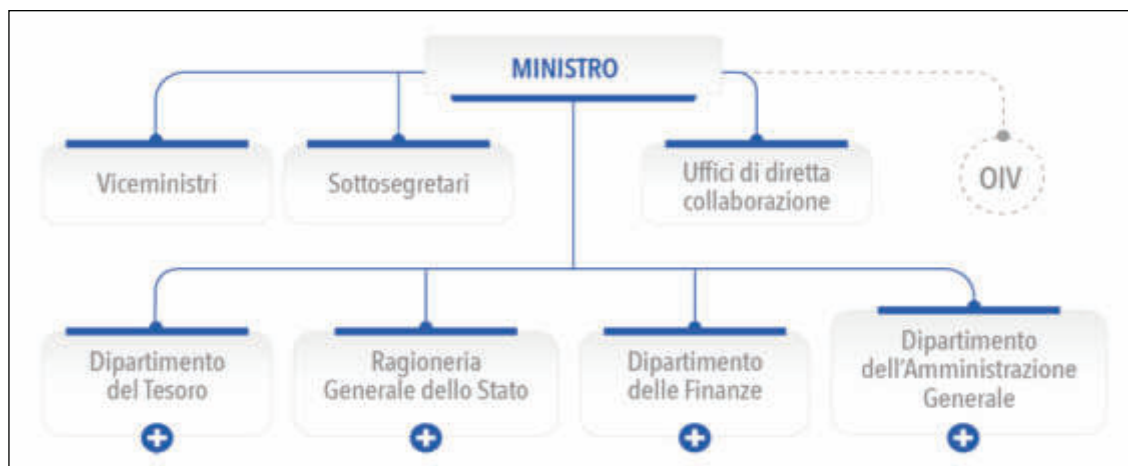 MINISTRO
Viceministri
Sottosegretari
Uffici di diretta
collaborazione
OIV
Dipartimento
del Tesoro
Ragioneria
Generale dello Stato
Dipartimento
delle Finanze
Dipartimento
dell'Amministrazione
Generale